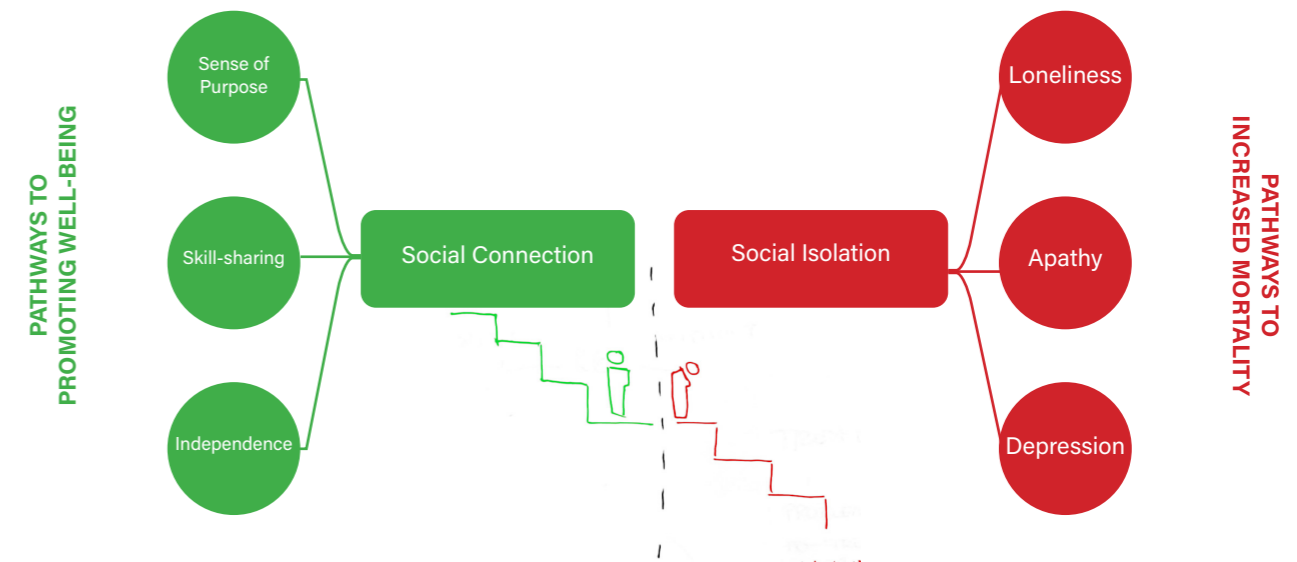 PATHWAYS TO
PROMOTING WELL-BEING
Sense of
Purpose
Skill-sharing
Independence
Social Connection
Social Isolation
Loneliness
Apathy
Depression
PATHWAYS TO
INCREASED MORTALITY